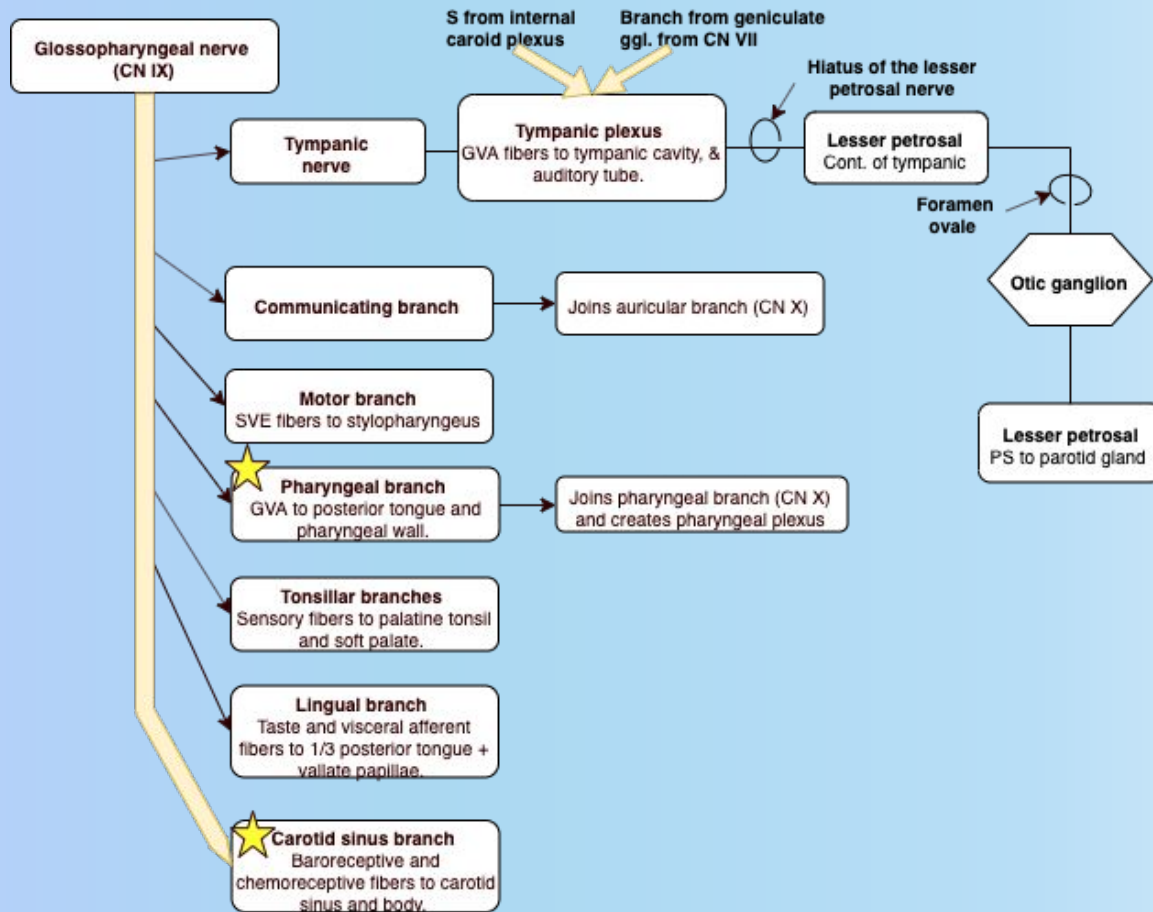 Glossopharyngeal nerve
(CN IX)
S from internal
caroid plexus
Branch from geniculate
ggl. from CN VII
Hiatus of the lesser
petrosal nerve
Tympanic
nerve
Tympanic plexus
GVA fibers to tympanic cavity, &
auditory tube.
Lesser petrosal
Cont. of tympanic
Foramen
ovale
Otic ganglion
Lesser petrosal
PS to parotid gland
Communicating branch
Joins auricular branch (CN X)
Motor branch
SVE fibers to stylopharyngeus
Pharyngeal branch
GVA to posterior tongue and
pharyngeal wall.
Joins pharyngeal branch (CN X)
and creates pharyngeal plexus
Tonsillar branches
Sensory fibers to palatine tonsil
and soft palate.
Lingual branch
Taste and visceral afferent
fibers to 1/3 posterior tongue +
vallate papillae.
Carotid sinus branch
Baroreceptive and
chemoreceptive fibers to carotid
sinus and body.